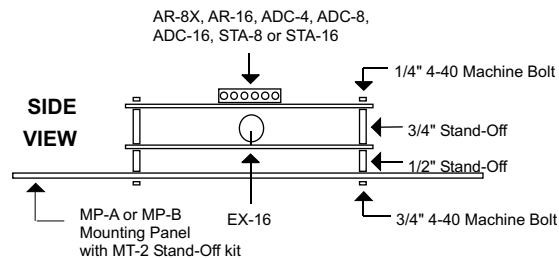 AR-8X, AR-16, ADC-4, ADC-8,
ADC-16, STA-8 or STA-16
1/4" 4-40 Machine Bolt
SIDE
VIEW
3/4" Stand-Off
1/2" Stand-Off
MP-A or MP-B
Mounting Panel
with MT-2 Stand-Off kit
EX-16
3/4" 4-40 Machine Bolt